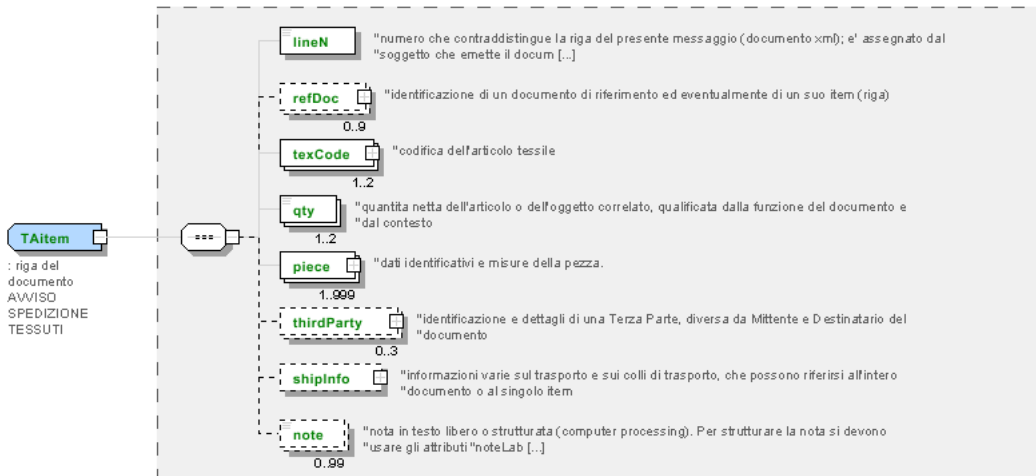 lineN
"numero che contraddistingue la riga del presente messaggio (documento xml); e' assegnato dal
"soggetto che emette il docum [...]
refDoc
"identificazione di un documento di riferimento ed eventualmente di un suo item (riga)
0..9
texCode
"codifica dell'articolo tessile
1..2
qty
"quantita netta dell'articolo o dell'oggetto correlato, qualificata dalla funzione del documento e
"dal contesto
1..2
TAitem
: riga del
documento
AVVISO
SPEDIZIONE
TESSUTI
piece
"dati identificativi e misure della pezza.
1..999
thirdParty
"identificazione e dettagli di una Terza Parte, diversa da Mittente e Destinatario del
"documento
0..3
shipInfo
"informazioni varie sul trasporto e sui colli di trasporto, che possono riferirsi all'intero
"documento o al singolo item
note
"nota in testo libero o strutturata (computer processing). Per strutturare la nota si devono
"usare gli attributi "noteLab [...]
0..99